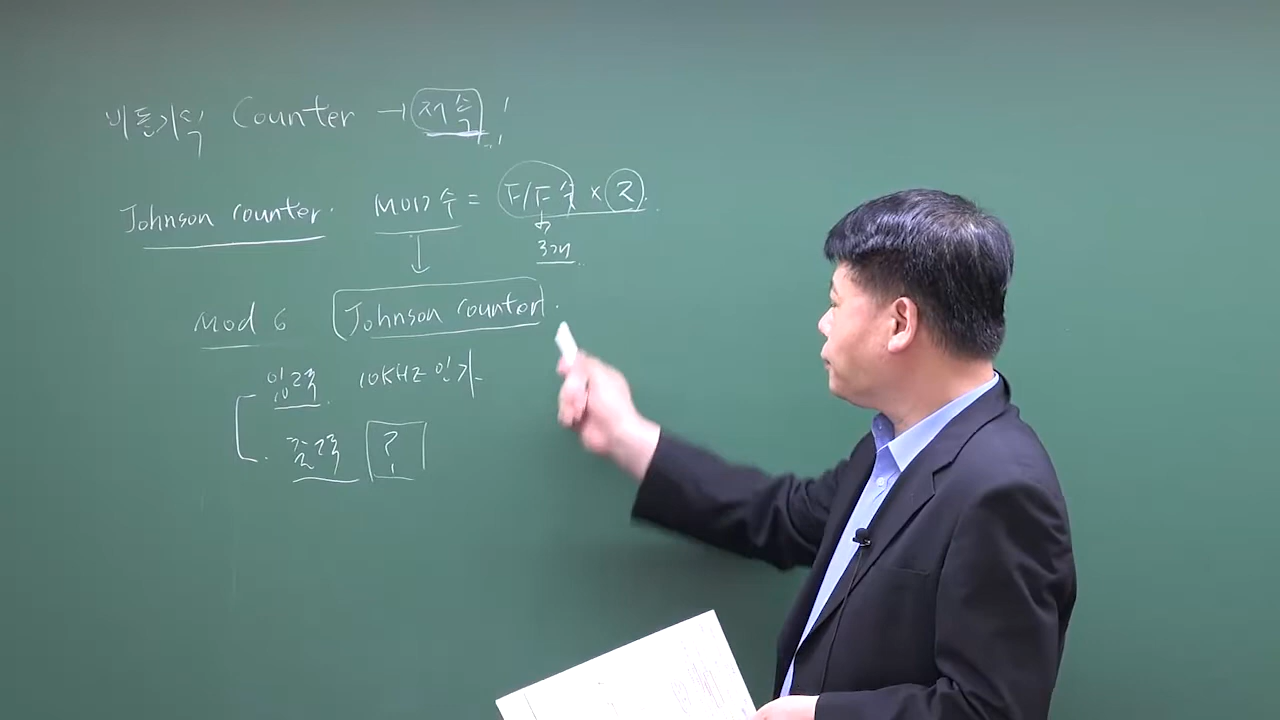 비동기식 Counter → 저속
Johnson Counter. MOD수 = F/F수 × 2.
3개
Mod 6 Johnson Counter.
입력 10KHZ 인가
출력 ?